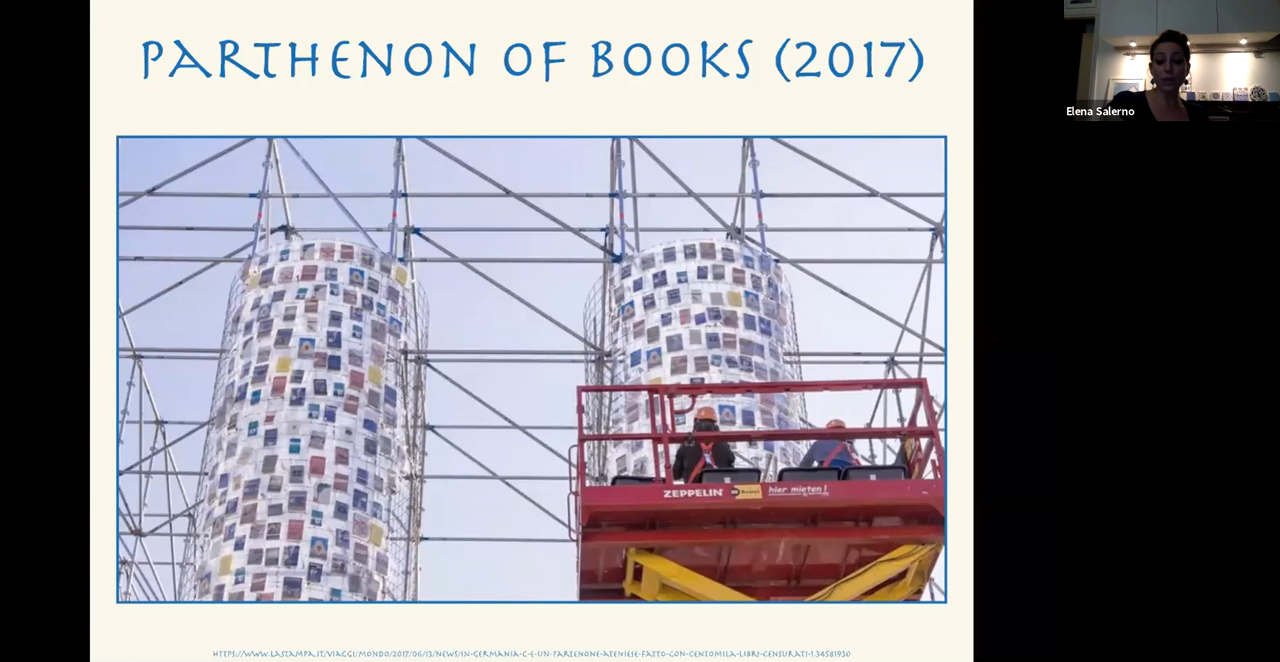 PARTHENON OF BOOKS (2017)
Elena Salerno
ZEPPELIN
hier mieten!
HTTPS://WWW.LASTAMPA.IT/VIAGGI/MONDO/2017/06/13/NEWS/IN-GERMANIA-C-E-UN-PARTENONE-ATENIESE-FATTO-CON-CENTOMILA-LIBRI-CENSURATI-1.34581930